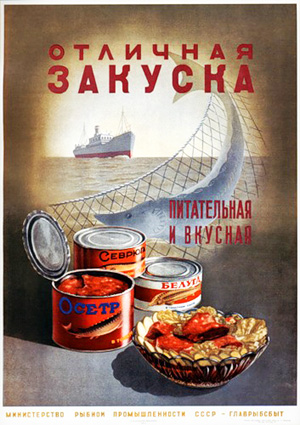 ОТЛИЧНАЯ
ЗАКУСКА
ПИТАТЕЛЬНАЯ
И ВКУСНАЯ
СЕВРЮГА
БЕЛУГА
ОСЕТР
МИНИСТЕРСТВО РЫБНОЙ ПРОМЫШЛЕННОСТИ СССР – ГЛАВРЫБСБЫТ